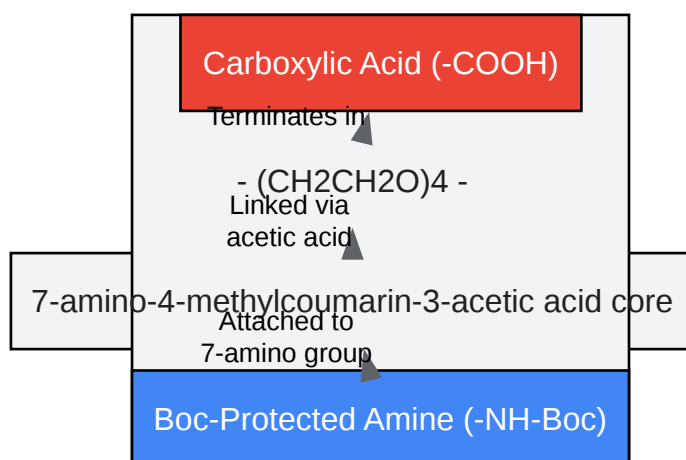 Carboxylic Acid (-COOH)
Terminates in
- (CH2CH2O)4 -
Linked via
acetic acid
7-amino-4-methylcoumarin-3-acetic acid core
Attached to
7-amino group
Boc-Protected Amine (-NH-Boc)